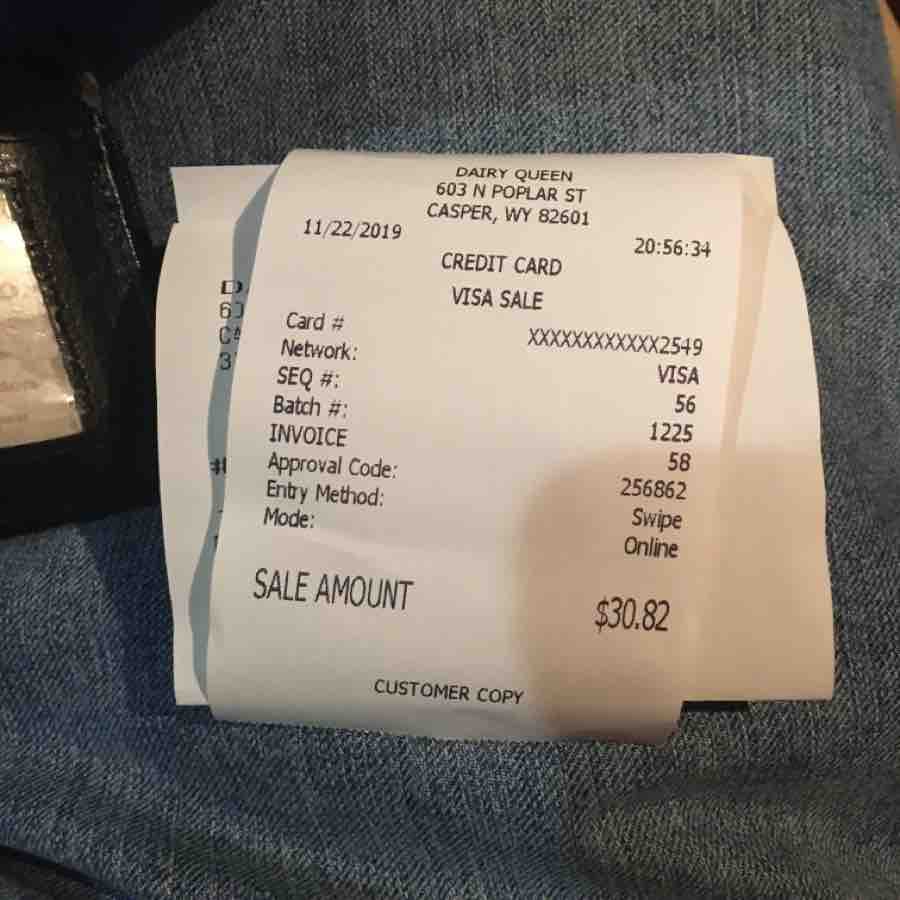 DAIRY QUEEN
603 N POPLAR ST
CASPER, WY 82601
11/22/2019 20:56:34
CREDIT CARD
VISA SALE
Card # XXXXXXXXXXXX2549
Network: VISA
SEQ #: 56
Batch #: 1225
INVOICE 58
Approval Code: 256862
Entry Method: Swipe
Mode: Online
SALE AMOUNT $30.82
CUSTOMER COPY